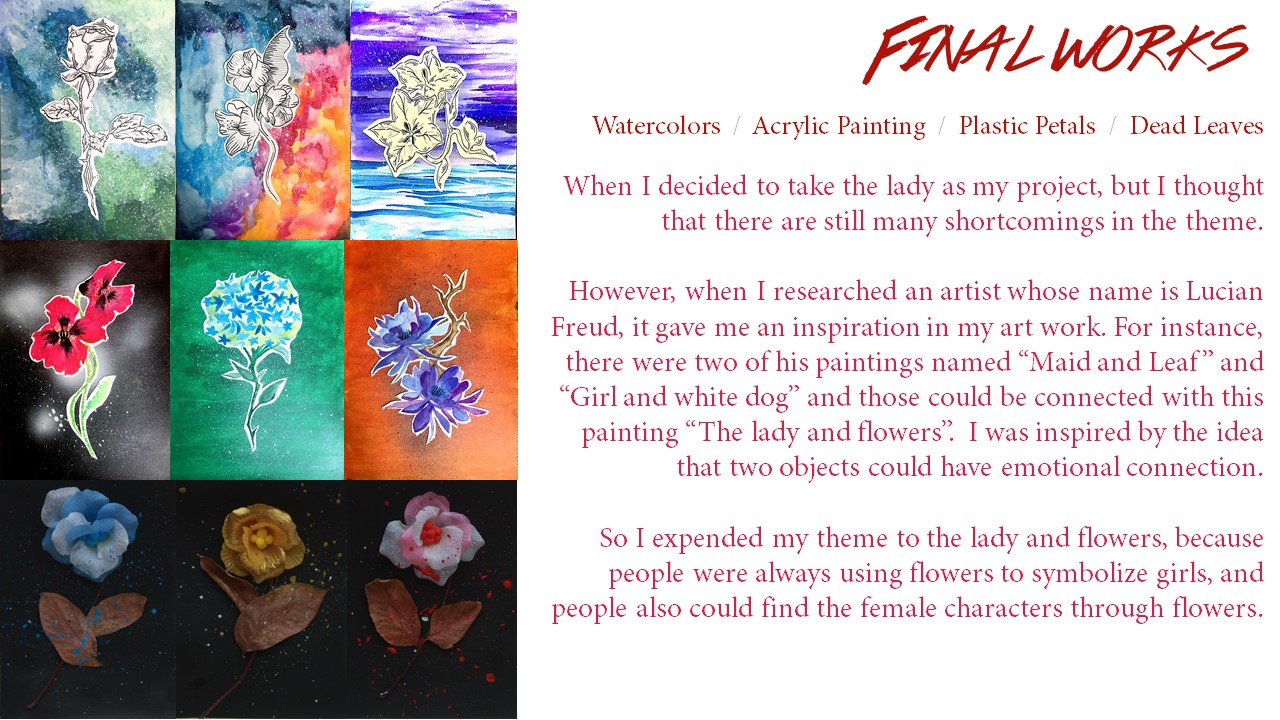 FINAL WORKS
Watercolors / Acrylic Painting / Plastic Petals / Dead Leaves
When I decided to take the lady as my project, but I thought
that there are still many shortcomings in the theme.
However, when I researched an artist whose name is Lucian
Freud, it gave me an inspiration in my art work. For instance,
there were two of his paintings named “Maid and Leaf” and
“Girl and white dog” and those could be connected with this
painting “The lady and flowers”. I was inspired by the idea
that two objects could have emotional connection.
So I expended my theme to the lady and flowers, because
people were always using flowers to symbolize girls, and
people also could find the female characters through flowers.